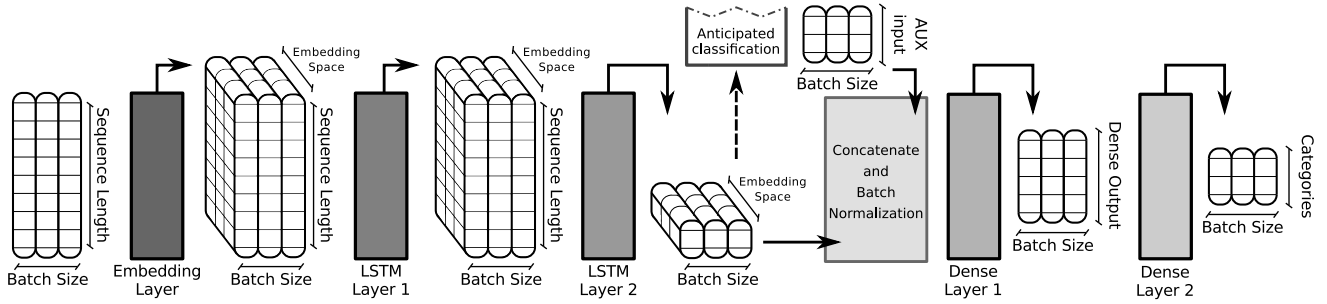 Sequence Length
Batch Size
Embedding
Layer
Embedding
Space
Sequence Length
Batch Size
LSTM
Layer 1
Embedding
Space
Sequence Length
Batch Size
LSTM
Layer 2
Anticipated
classification
Embedding
Space
Batch Size
AUX
input
Batch Size
Concatenate
and
Batch
Normalization
Dense
Layer 1
Dense Output
Batch Size
Dense
Layer 2
Categories
Batch Size